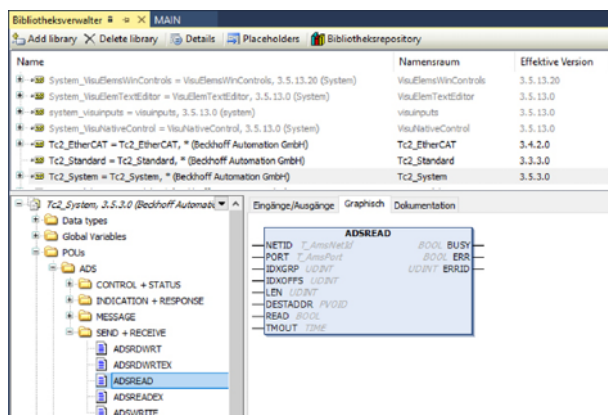 Bibliotheksverwalter MAIN
Add library Delete library Details Placeholders Bibliotheksrepository
Name Namensraum Effektive Version
System_VisuElemsWinControls = VisuElemsWinControls, 3.5.13.20 (System) VisuElemsWinControls 3.5.13.20
System_VisuElemTextEditor = VisuElemTextEditor, 3.5.13.0 (System) VisuElemTextEditor 3.5.13.0
system_visuinputs = visuinputs, 3.5.13.0 (system) visuinputs 3.5.13.0
System_VisuNativeControl = VisuNativeControl, 3.5.13.0 (System) VisuNativeControl 3.5.13.0
Tc2_EtherCAT = Tc2_EtherCAT, * (Beckhoff Automation GmbH) Tc2_EtherCAT 3.4.2.0
Tc2_Standard = Tc2_Standard, * (Beckhoff Automation GmbH) Tc2_Standard 3.3.3.0
Tc2_System = Tc2_System, * (Beckhoff Automation GmbH) Tc2_System 3.5.3.0
Tc2_System, 3.5.3.0 (Beckhoff Automati
Data types
Global Variables
POUs
ADS
CONTROL + STATUS
INDICATION + RESPONSE
MESSAGE
SEND + RECEIVE
ADSRDWRT
ADSRDWRTEX
ADSREAD
ADSREADEX
ADSWRITE
Eingänge/Ausgänge Graphisch Dokumentation
ADSREAD
NETID T_AmsNetId BOOL BUSY
PORT T_AmsPort BOOL ERR
IDXGRP UDINT UDINT ERRID
IDXOFFS UDINT
LEN UDINT
DESTADDR PVOID
READ BOOL
TMOUT TIME